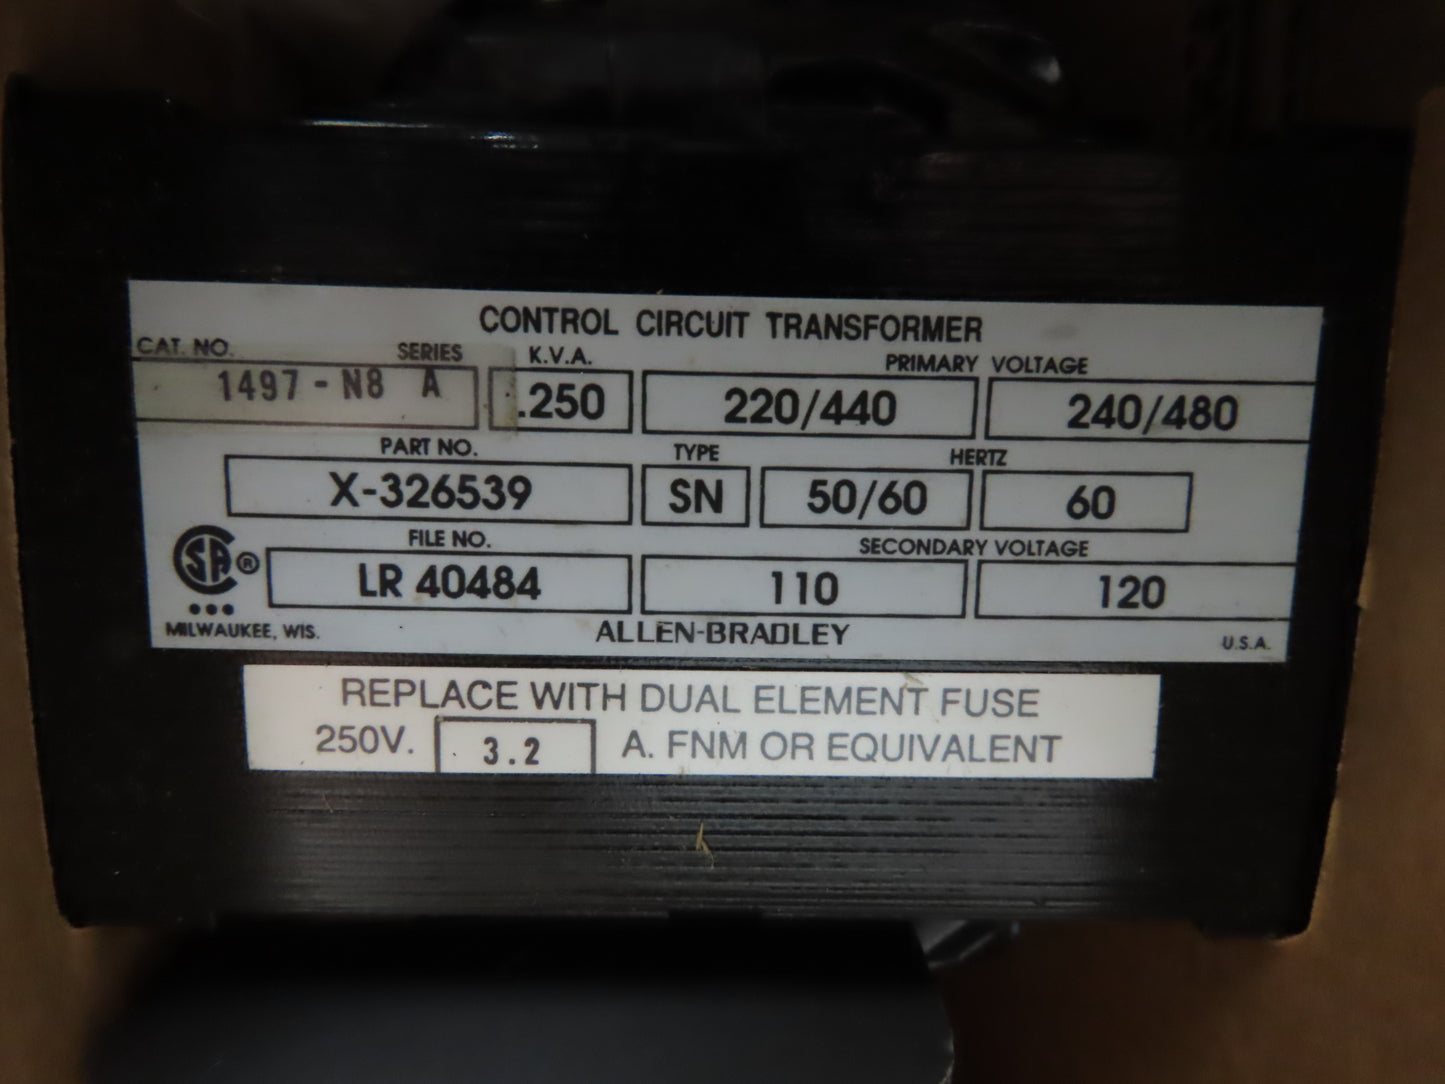 CONTROL CIRCUIT TRANSFORMER
CAT. NO. SERIES K.V.A. PRIMARY VOLTAGE
1497-N8 A .250 220/440 240/480
PART NO. TYPE HERTZ
X-326539 SN 50/60 60
FILE NO. SECONDARY VOLTAGE
SA ® LR 40484 110 120
MILWAUKEE, WIS. ALLEN-BRADLEY U.S.A.
REPLACE WITH DUAL ELEMENT FUSE
250V. 3.2 A. FNM OR EQUIVALENT